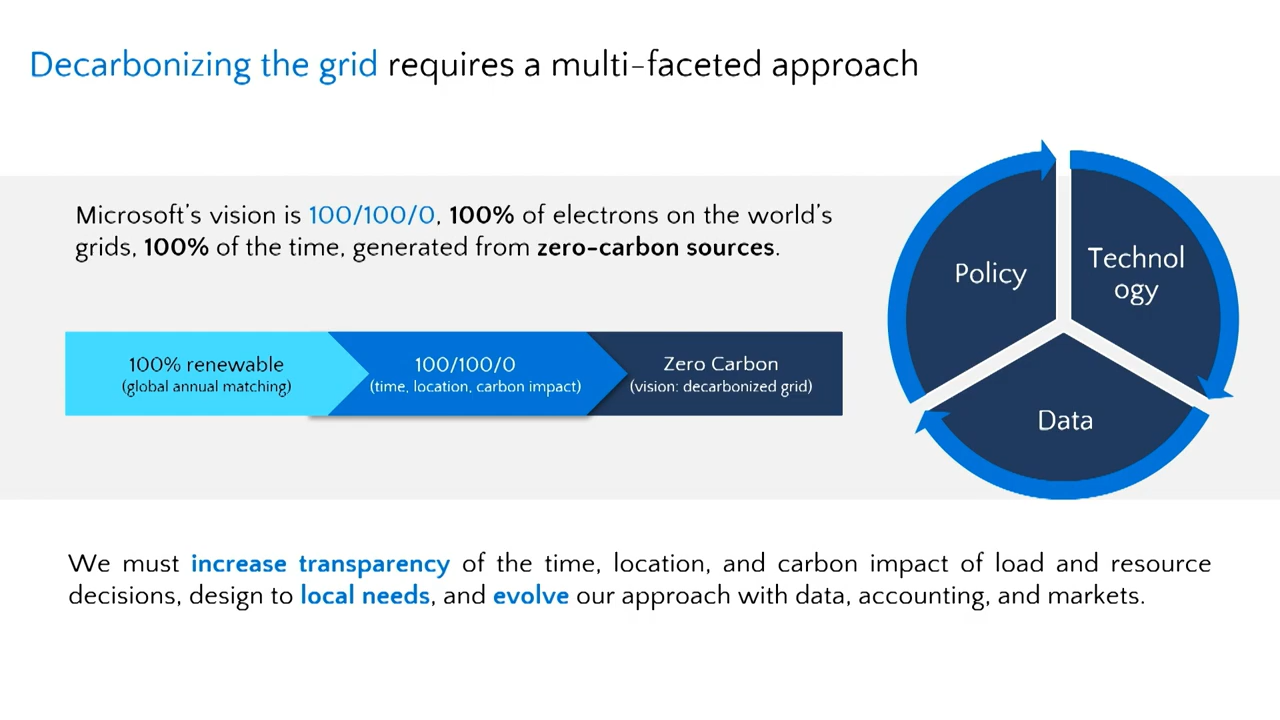 Decarbonizing the grid requires a multi-faceted approach
Microsoft's vision is 100/100/0, 100% of electrons on the world's
grids, 100% of the time, generated from zero-carbon sources.
100% renewable
(global annual matching)
100/100/0
(time, location, carbon impact)
Zero Carbon
(vision: decarbonized grid)
Policy
Technol
ogy
Data
We must increase transparency of the time, location, and carbon impact of load and resource
decisions, design to local needs, and evolve our approach with data, accounting, and markets.